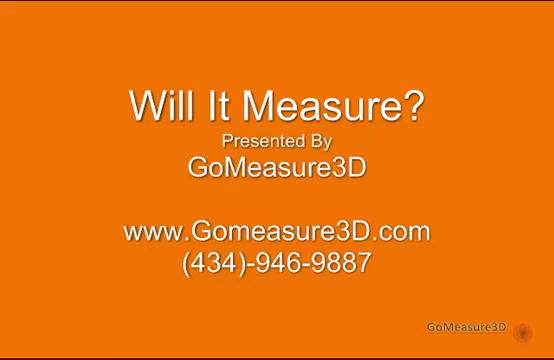 Will It Measure?
Presented By
GoMeasure3D
www.Gomeasure3D.com
(434)-946-9887
GoMeasure3D